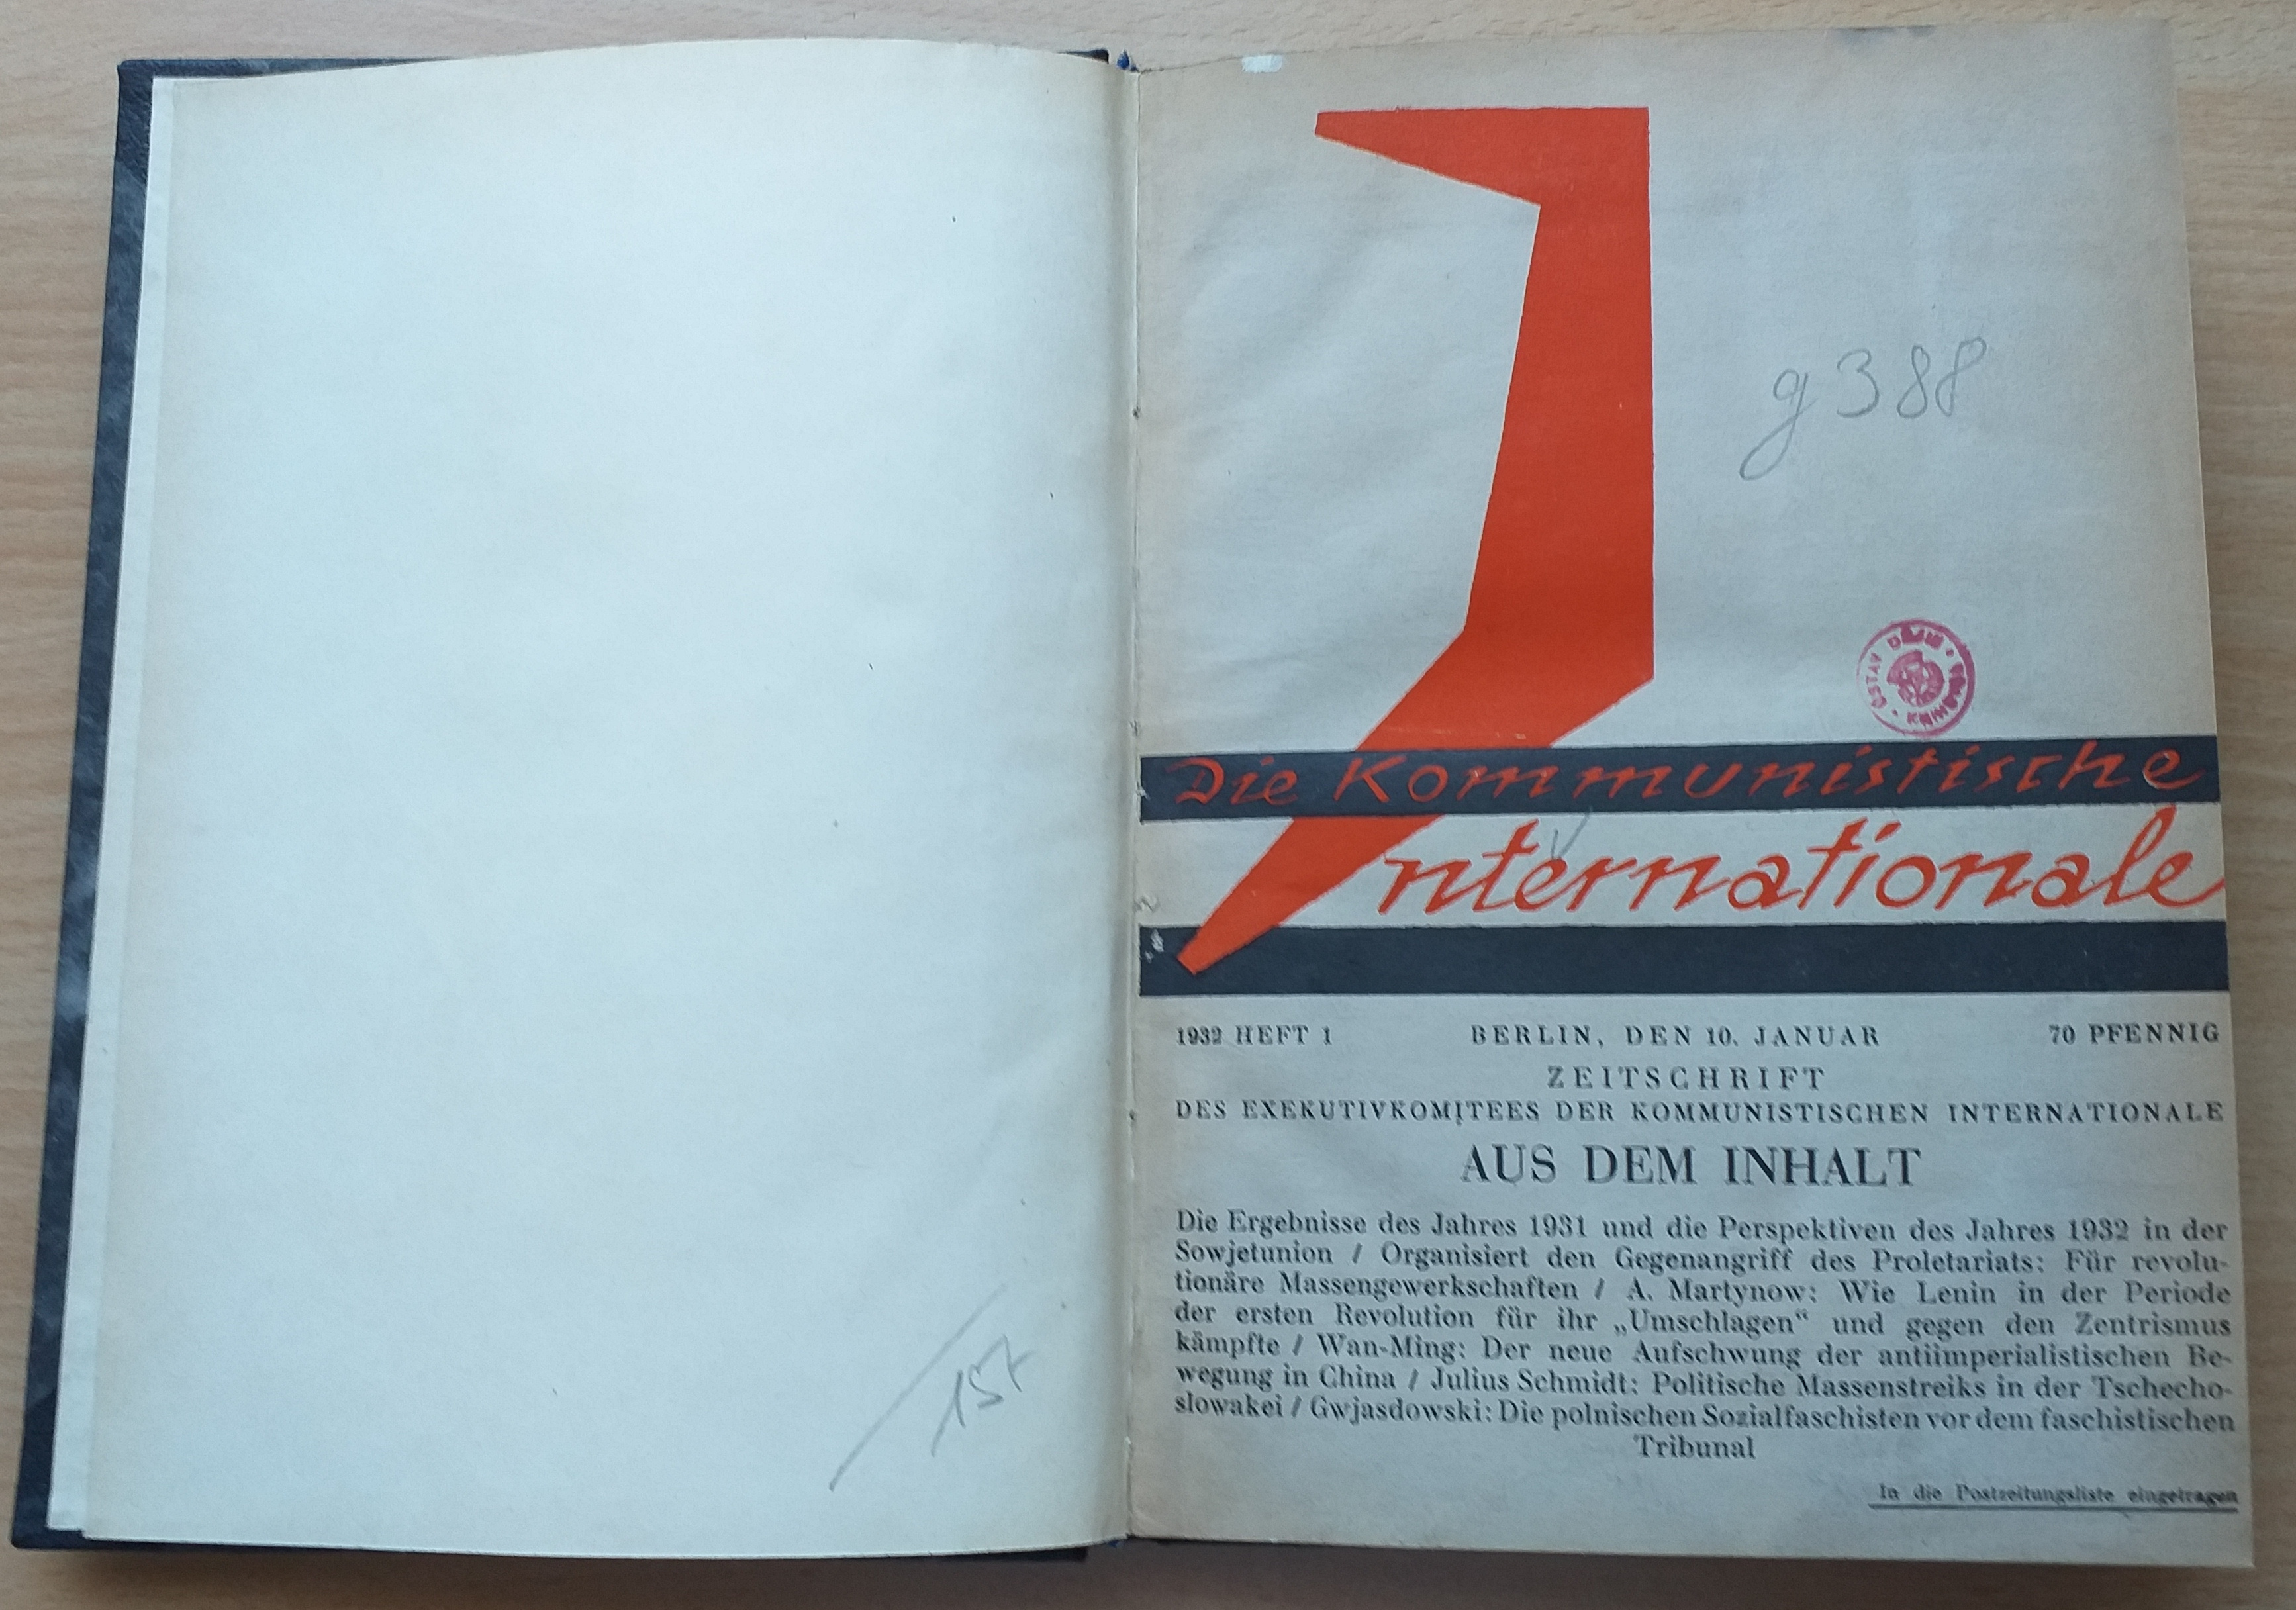 157
g 388
Die Kommunistische
Internationale
1932 HEFT 1 BERLIN, DEN 10. JANUAR 70 PFENNIG
ZEITSCHRIFT
DES EXEKUTIVKOMITEES DER KOMMUNISTISCHEN INTERNATIONALE
AUS DEM INHALT
Die Ergebnisse des Jahres 1931 und die Perspektiven des Jahres 1932 in der
Sowjetunion / Organisiert den Gegenangriff des Proletariats: Für revolu-
tionäre Massengewerkschaften / A. Martynow: Wie Lenin in der Periode
der ersten Revolution für ihr „Umschlagen“ und gegen den Zentrismus
kämpfte / Wan-Ming: Der neue Aufschwung der antiimperialistischen Be-
wegung in China / Julius Schmidt: Politische Massenstreiks in der Tschecho-
slowakei / Gwjasdowski: Die polnischen Sozialfaschisten vor dem faschistischen
Tribunal
In die Postzeitungsliste eingetragen